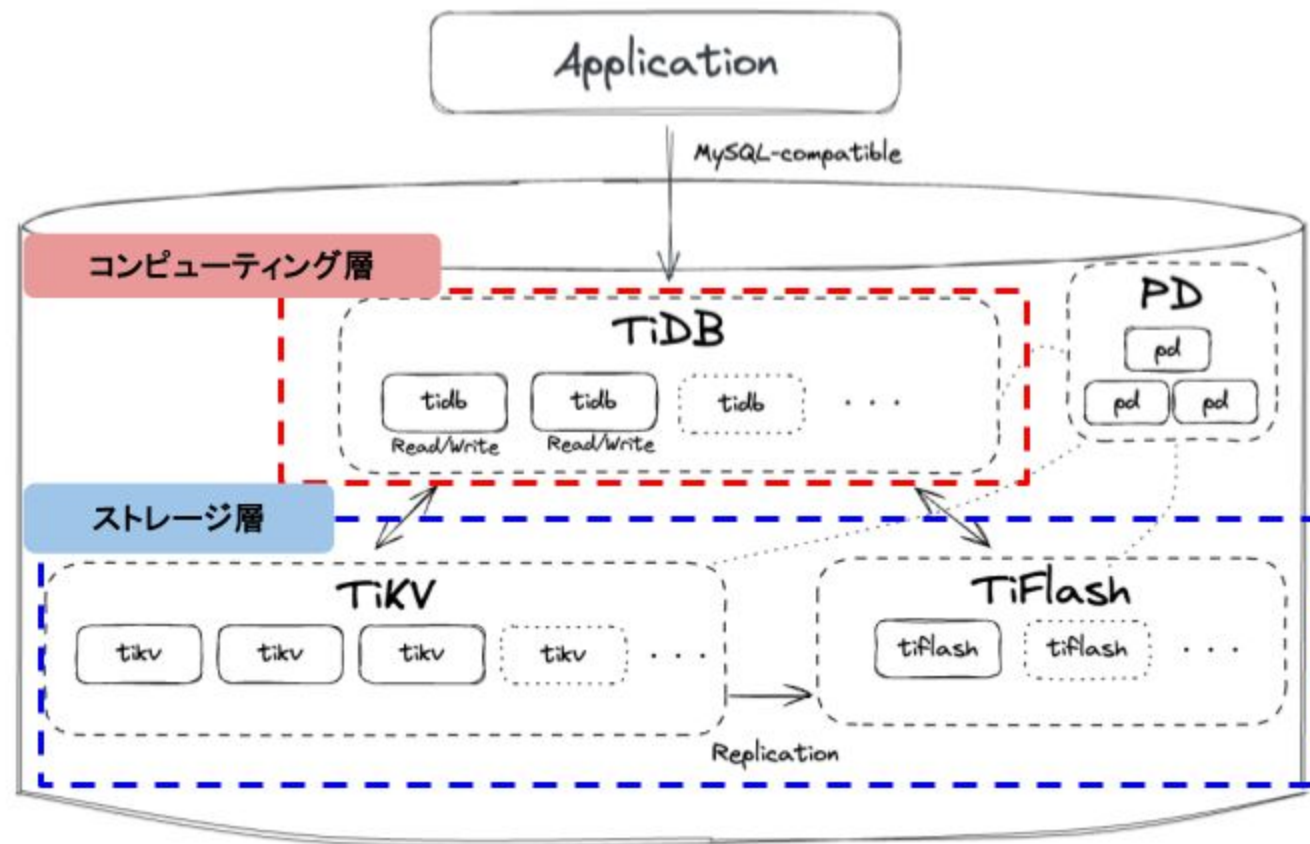 Application
MySQL-compatible
コンピューティング層
PD
TiDB
pd
tidb tidb tidb . . .
pd pd
Read/Write Read/Write
ストレージ層
TiKV
TiFlash
tikv tikv tikv tikv . . .
tiflash tiflash . . .
Replication